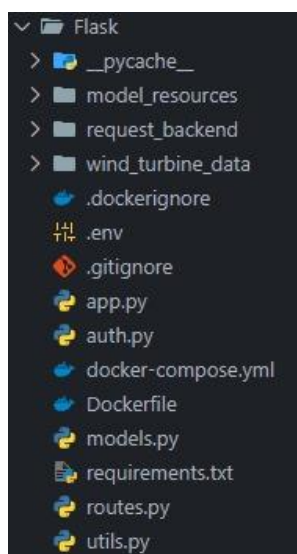 Flask
__pycache__
model_resources
request_backend
wind_turbine_data
.dockerignore
.env
.gitignore
app.py
auth.py
docker-compose.yml
Dockerfile
models.py
requirements.txt
routes.py
utils.py